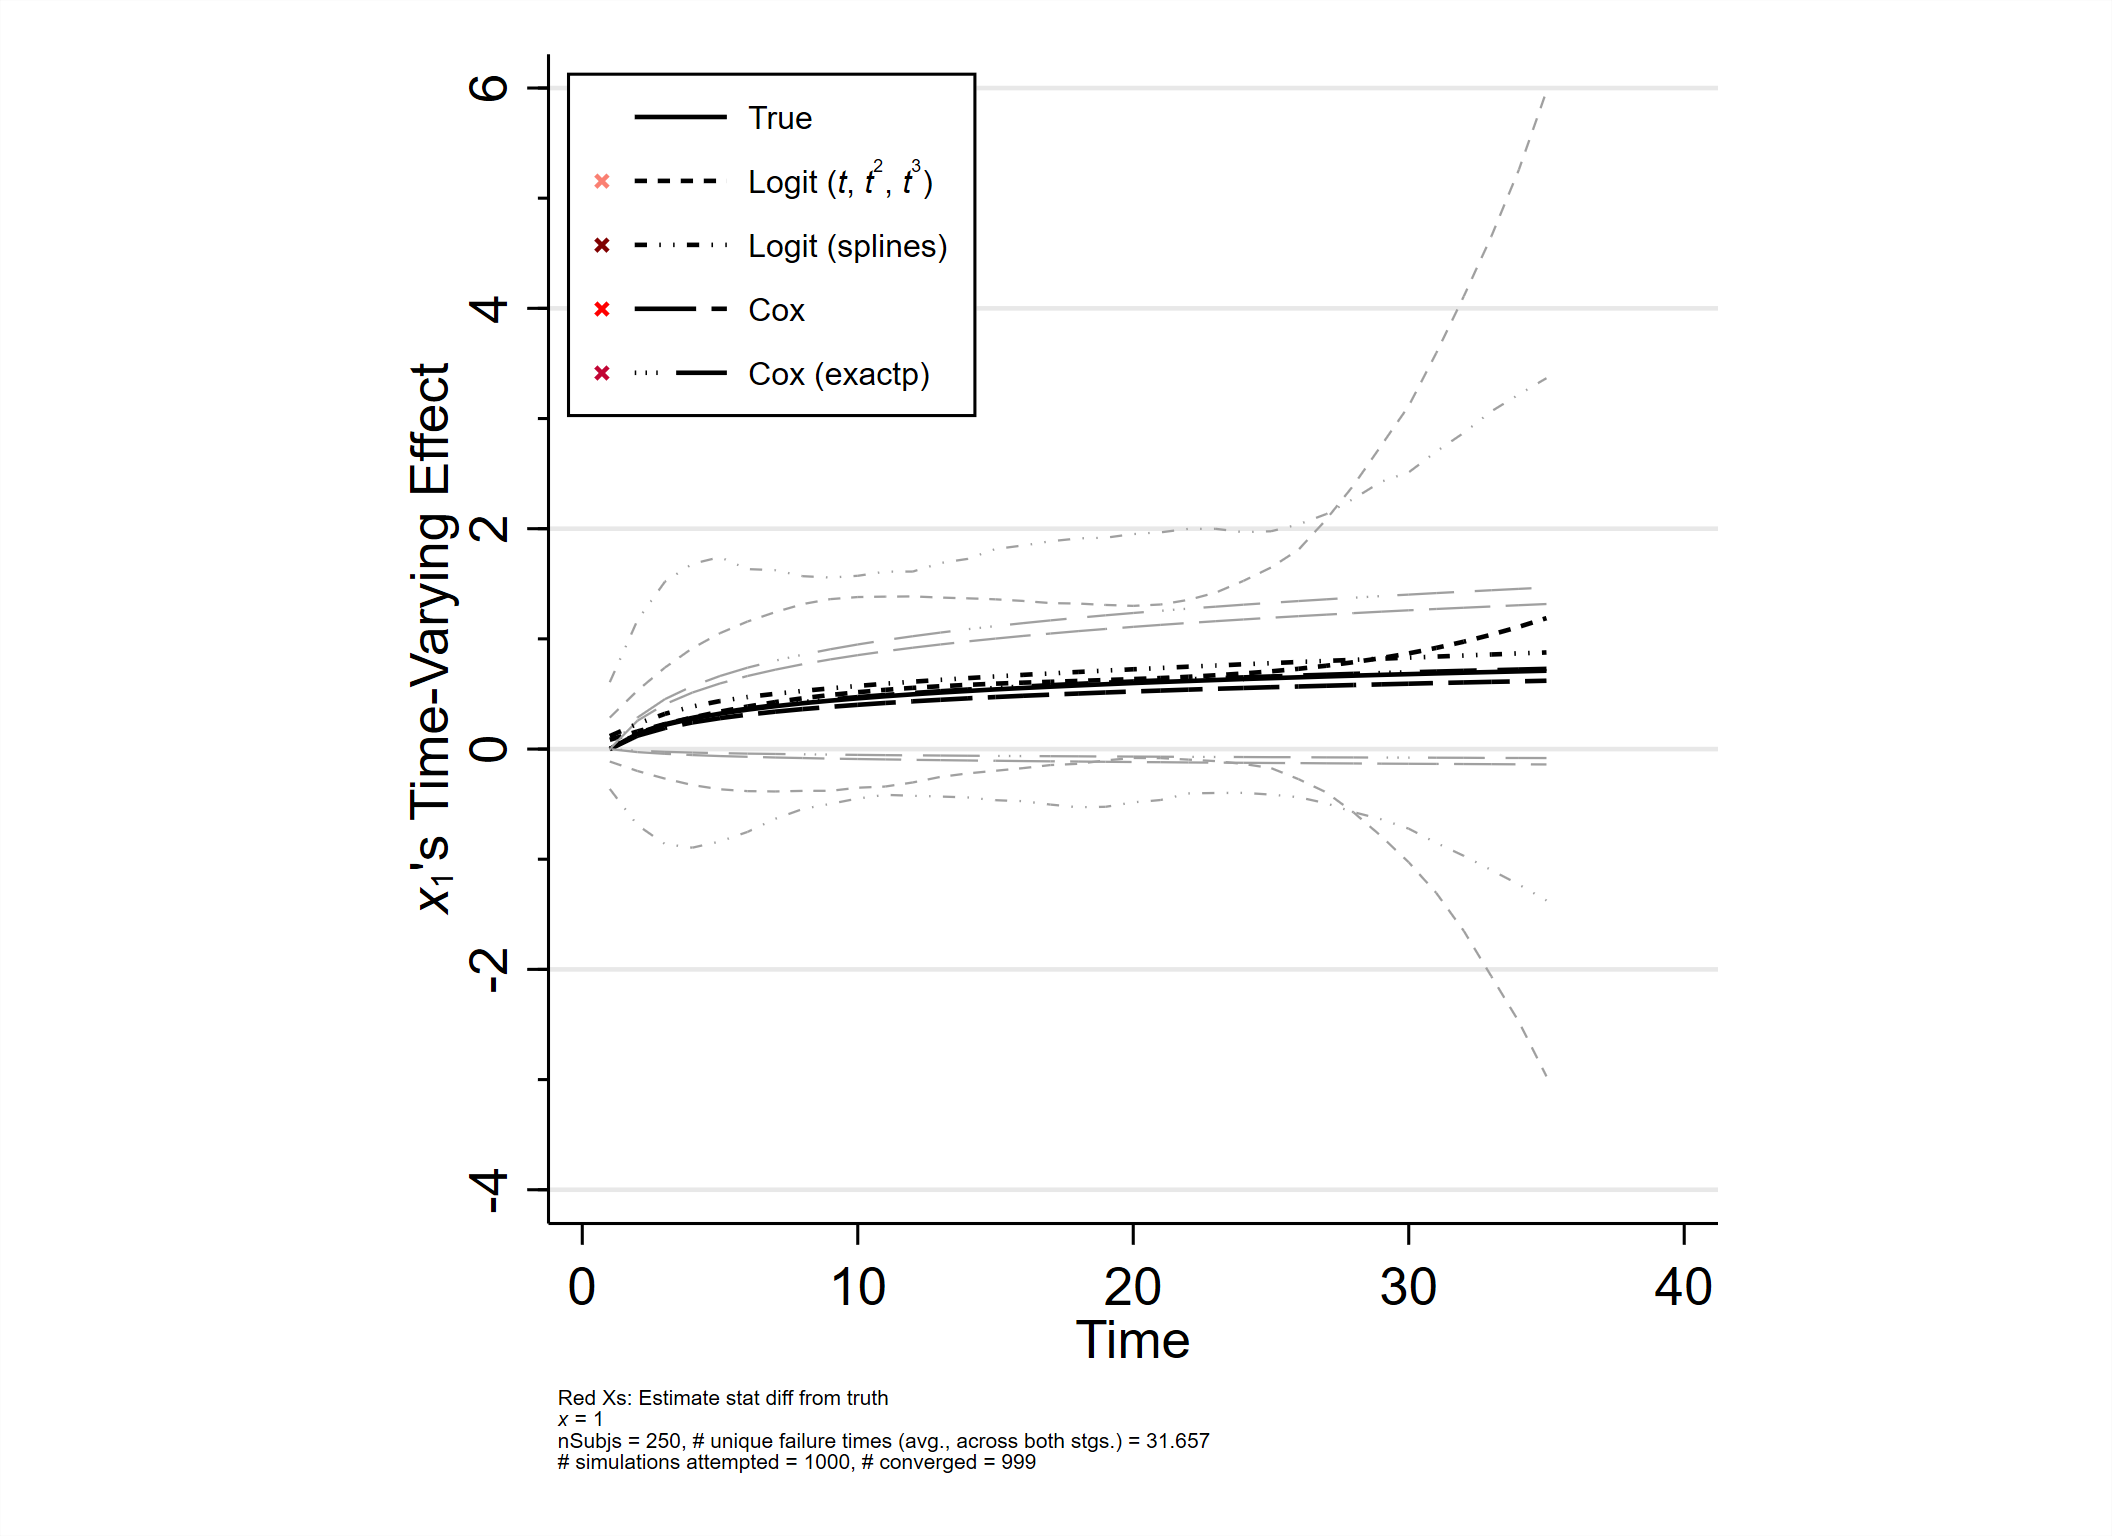 6
4
2
0
-2
-4
x₁'s Time-Varying Effect
True
Logit (t, t², t³)
Logit (splines)
Cox
Cox (exactp)
0 10 20 30 40
Time
Red Xs: Estimate stat diff from truth
x = 1
nSubjs = 250, # unique failure times (avg., across both stgs.) = 31.657
# simulations attempted = 1000, # converged = 999